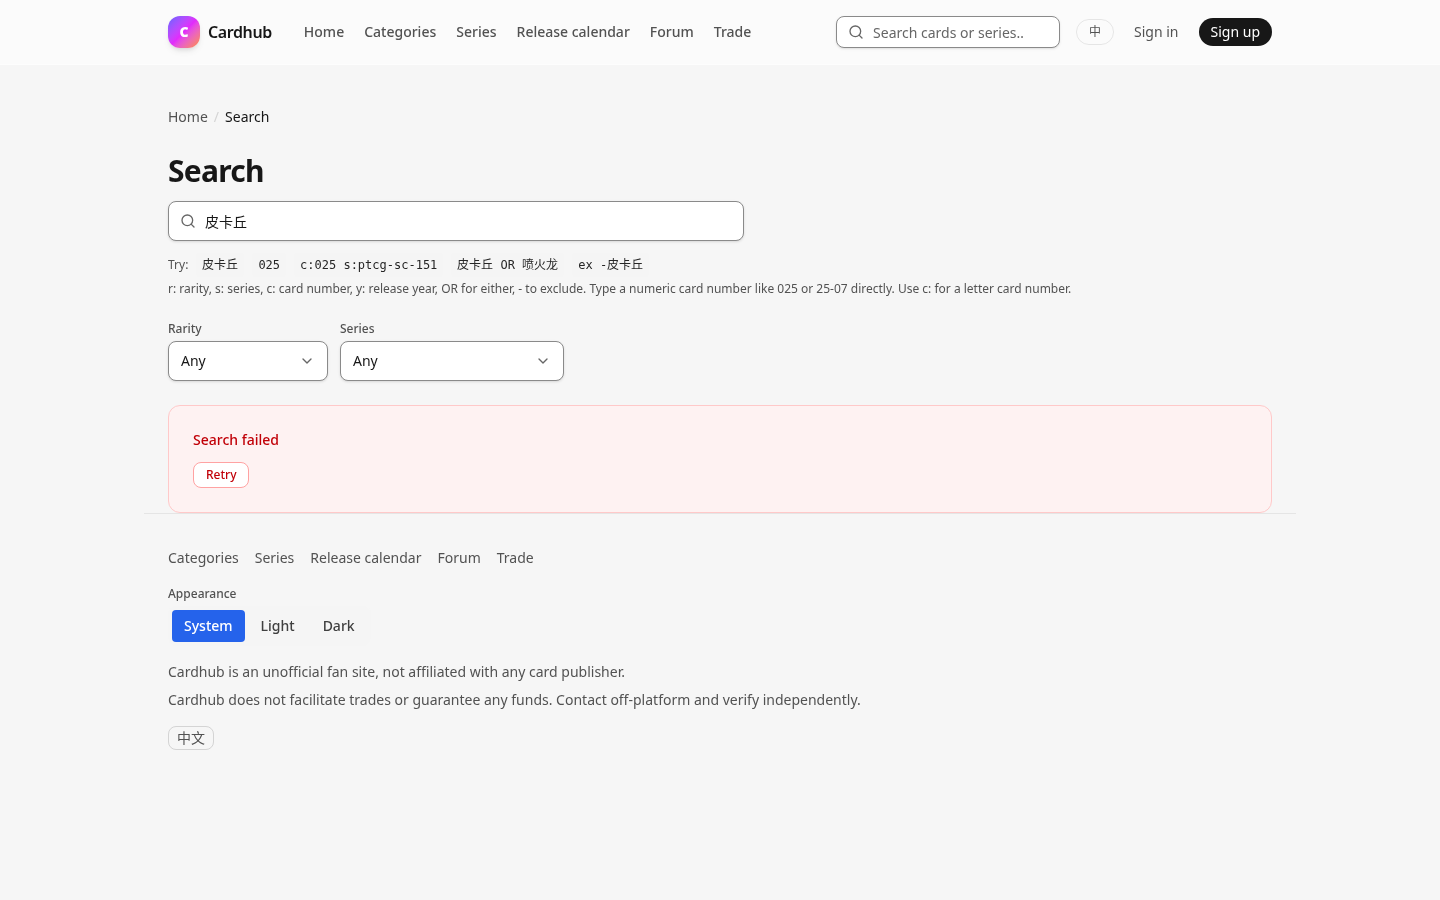 C Cardhub Home Categories Series Release calendar Forum Trade Search cards or series.. 中 Sign in Sign up
Home / Search
Search
皮卡丘
Try: 皮卡丘 025 c:025 s:ptcg-sc-151 皮卡丘 OR 喷火龙 ex -皮卡丘
r: rarity, s: series, c: card number, y: release year, OR for either, - to exclude. Type a numeric card number like 025 or 25-07 directly. Use c: for a letter card number.
Rarity Series
Any Any
Search failed
Retry
Categories Series Release calendar Forum Trade
Appearance
System Light Dark
Cardhub is an unofficial fan site, not affiliated with any card publisher.
Cardhub does not facilitate trades or guarantee any funds. Contact off-platform and verify independently.
中文